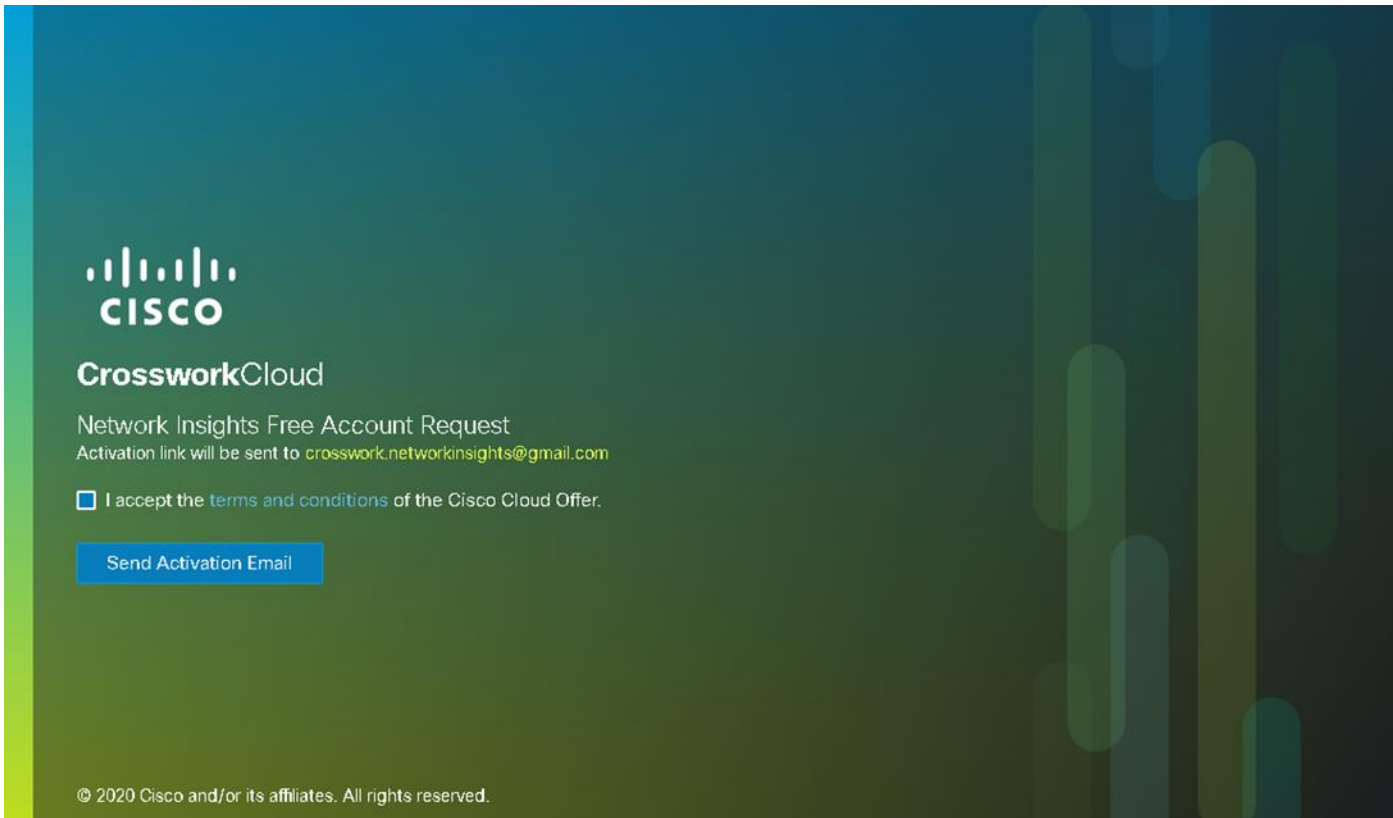 CISCO
CrossworkCloud
Network Insights Free Account Request
Activation link will be sent to crosswork.networkinsights@gmail.com
I accept the terms and conditions of the Cisco Cloud Offer.
Send Activation Email
© 2020 Cisco and/or its affiliates. All rights reserved.